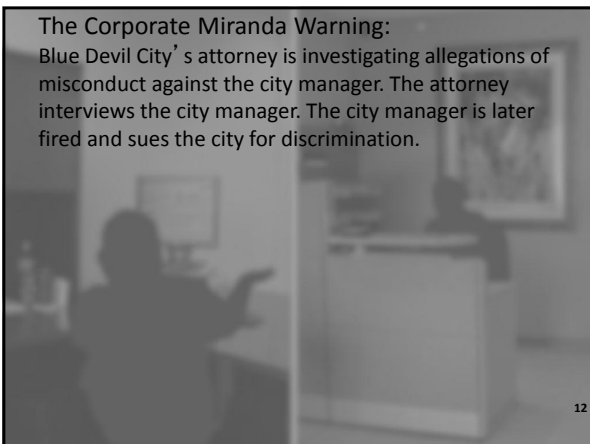 The Corporate Miranda Warning:
Blue Devil City’s attorney is investigating allegations of
misconduct against the city manager. The attorney
interviews the city manager. The city manager is later
fired and sues the city for discrimination.
12